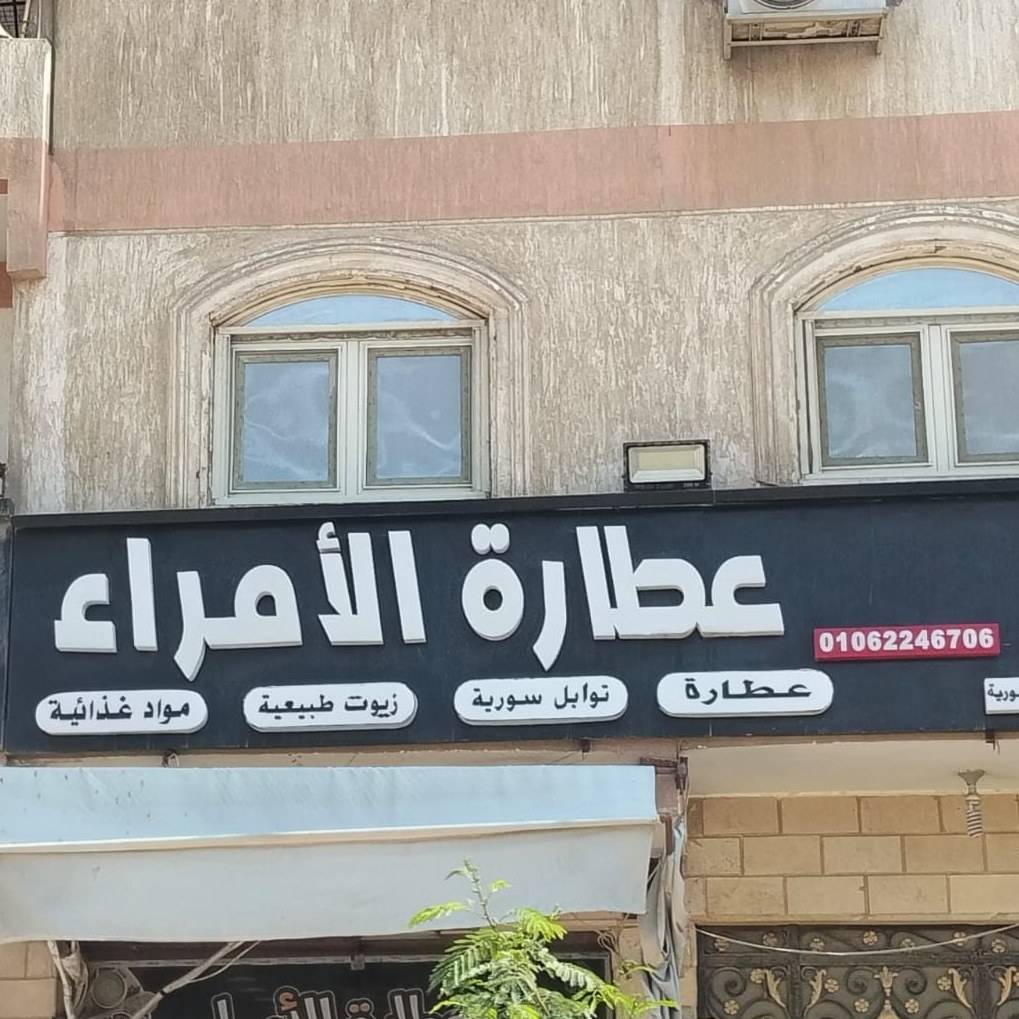 عطارة الأمراء
01062246706
عطارة
توابل سورية
زيوت طبيعية
مواد غذائية